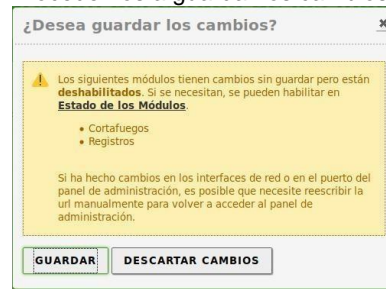 ¿Desea guardar los cambios?
Los siguientes módulos tienen cambios sin guardar pero están
deshabilitados. Si se necesitan, se pueden habilitar en
Estado de los Módulos.
• Cortafuegos
• Registros
Si ha hecho cambios en los interfaces de red o en el puerto del
panel de administración, es posible que necesite reescribir la
url manualmente para volver a acceder al panel de
administración.
GUARDAR DESCARTAR CAMBIOS